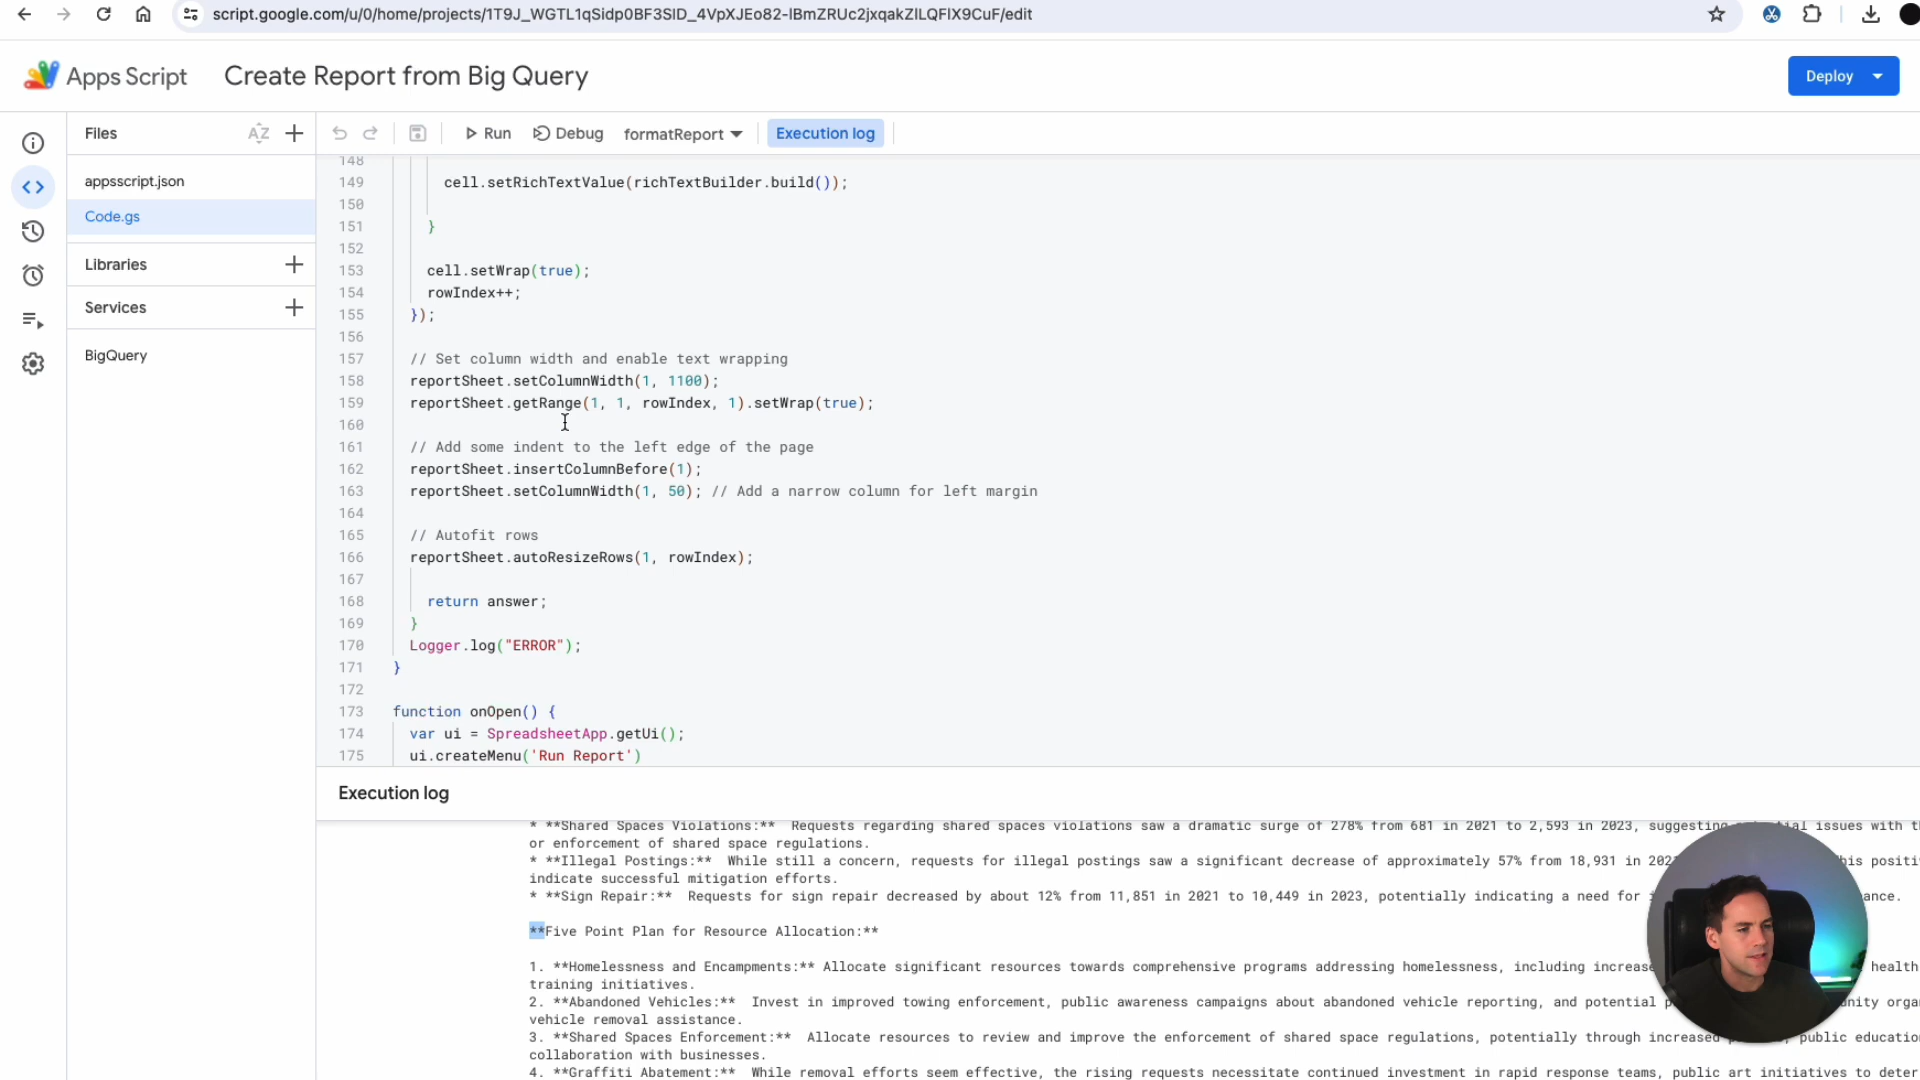 script.google.com/u/0/home/projects/1T9J_WGTL1qSidp0BF3SlD_4VpXJEo82-lBmZRUc2jxqakZlLQFlX9CuF/edit
Apps Script
Create Report from Big Query
Deploy
Files
AZ
Run
Debug
formatReport
Execution log
appsscript.json
Code.gs
Libraries
Services
BigQuery
148
149 cell.setRichTextValue(richTextBuilder.build());
150
151 }
152
153 cell.setWrap(true);
154 rowIndex++;
155 });
156
157 // Set column width and enable text wrapping
158 reportSheet.setColumnWidth(1, 1100);
159 reportSheet.getRange(1, 1, rowIndex, 1).setWrap(true);
160
161 // Add some indent to the left edge of the page
162 reportSheet.insertColumnBefore(1);
163 reportSheet.setColumnWidth(1, 50); // Add a narrow column for left margin
164
165 // Autofit rows
166 reportSheet.autoResizeRows(1, rowIndex);
167
168 return answer;
169 }
170 Logger.log("ERROR");
171 }
172
173 function onOpen() {
174 var ui = SpreadsheetApp.getUi();
175 ui.createMenu('Run Report')
Execution log
* **Shared Spaces Violations:** Requests regarding shared spaces violations saw a dramatic surge of 278% from 681 in 2021 to 2,593 in 2023, suggesting issues with
or enforcement of shared space regulations.
* **Illegal Postings:** While still a concern, requests for illegal postings saw a significant decrease of approximately 57% from 18,931 in
indicate successful mitigation efforts.
* **Sign Repair:** Requests for sign repair decreased by about 12% from 11,851 in 2021 to 10,449 in 2023, potentially indicating a need for
**Five Point Plan for Resource Allocation:**
1. **Homelessness and Encampments:** Allocate significant resources towards comprehensive programs addressing homelessness, including health
training initiatives.
2. **Abandoned Vehicles:** Invest in improved towing enforcement, public awareness campaigns about abandoned vehicle reporting, and potential
vehicle removal assistance.
3. **Shared Spaces Enforcement:** Allocate resources to review and improve the enforcement of shared space regulations, potentially through increased public
collaboration with businesses.
4. **Graffiti Abatement:** While removal efforts seem effective, the rising requests necessitate continued investment in rapid response teams, public art initiatives to